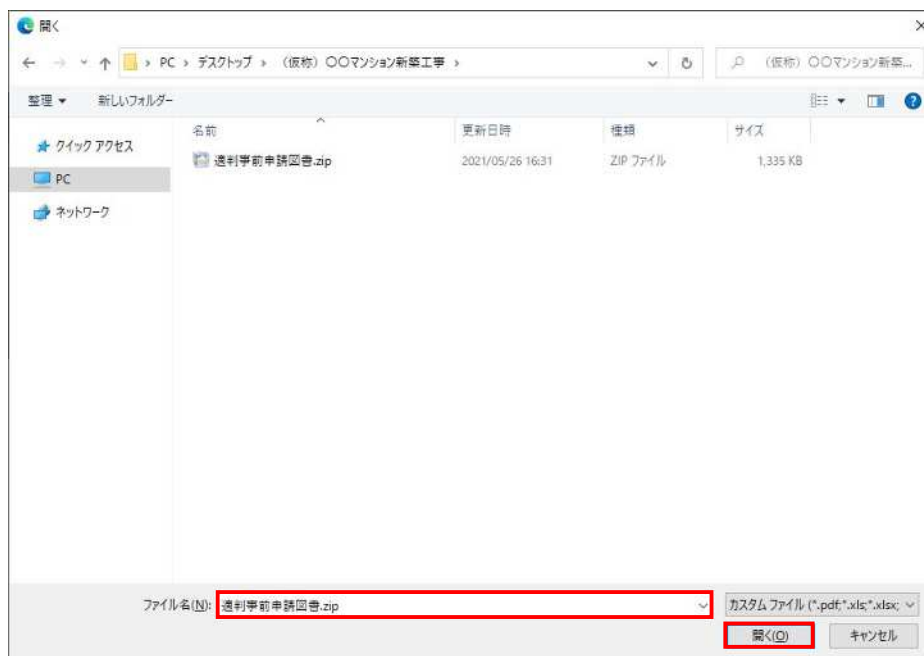 開く
PC › デスクトップ › (仮称) 〇〇マンション新築工事 ›
(仮称) 〇〇マンション新築...
整理 ▼ 新しいフォルダー
名前 更新日時 種類 サイズ
クイック アクセス
適判事前申請図書.zip 2021/05/26 16:31 ZIP ファイル 1,335 KB
PC
ネットワーク
ファイル名(N): 適判事前申請図書.zip カスタム ファイル (*.pdf;*.xls;*.xlsx;
開く(O) キャンセル